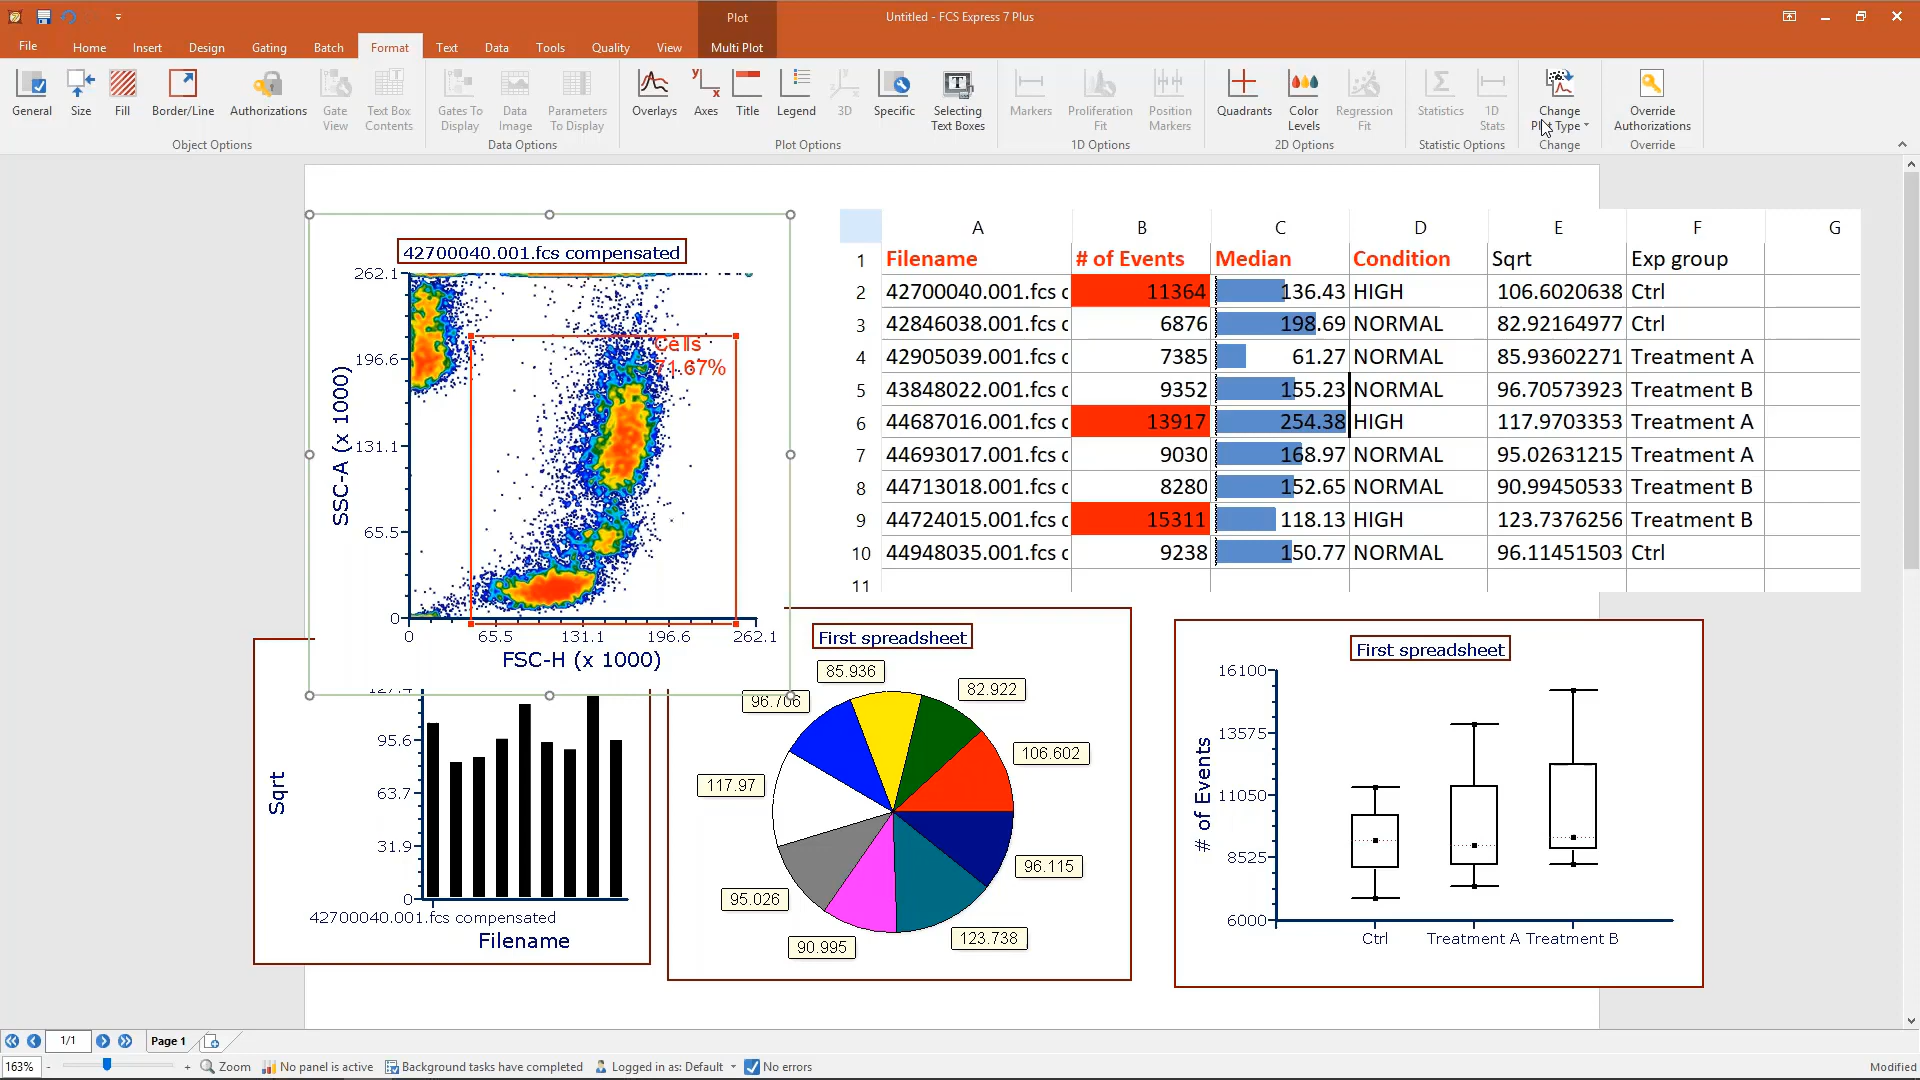 Plot
Untitled - FCS Express 7 Plus
File Home Insert Design Gating Batch Format Text Data Tools Quality View Multi Plot
General Size Fill Border/Line Authorizations Gate View Text Box Contents
Object Options
Gates To Display Data Image Parameters To Display
Data Options
Overlays Axes Title Legend 3D Specific Selecting Text Boxes
Plot Options
Markers Proliferation Fit Position Markers
1D Options
Quadrants Color Levels Regression Fit
2D Options
Statistics 1D Stats
Statistic Options
Change Plot Type
Change
Override Authorizations
Override
42700040.001.fcs compensated
262.1
196.6
131.1
65.5
0
SSC-A (x 1000)
Cells
71.67%
0 65.5 131.1 196.6 262.1
FSC-H (x 1000)
A B C D E F G
1 Filename # of Events Median Condition Sqrt Exp group
2 42700040.001.fcs c 11364 136.43 HIGH 106.6020638 Ctrl
3 42846038.001.fcs c 6876 198.69 NORMAL 82.92164977 Ctrl
4 42905039.001.fcs c 7385 61.27 NORMAL 85.93602271 Treatment A
5 43848022.001.fcs c 9352 155.23 NORMAL 96.70573923 Treatment B
6 44687016.001.fcs c 13917 254.38 HIGH 117.9703353 Treatment A
7 44693017.001.fcs c 9030 168.97 NORMAL 95.02631215 Treatment A
8 44713018.001.fcs c 8280 152.65 NORMAL 90.99450533 Treatment B
9 44724015.001.fcs c 15311 118.13 HIGH 123.7376256 Treatment B
10 44948035.001.fcs c 9238 150.77 NORMAL 96.11451503 Ctrl
11
95.6
63.7
31.9
0
Sqrt
42700040.001.fcs compensated
Filename
First spreadsheet
85.936
82.922
96.706
106.602
117.97
96.115
95.026
123.738
90.995
First spreadsheet
16100
13575
11050
8525
6000
# of Events
Ctrl Treatment A Treatment B
1/1 Page 1
163% - + Zoom No panel is active Background tasks have completed Logged in as: Default No errors Modified